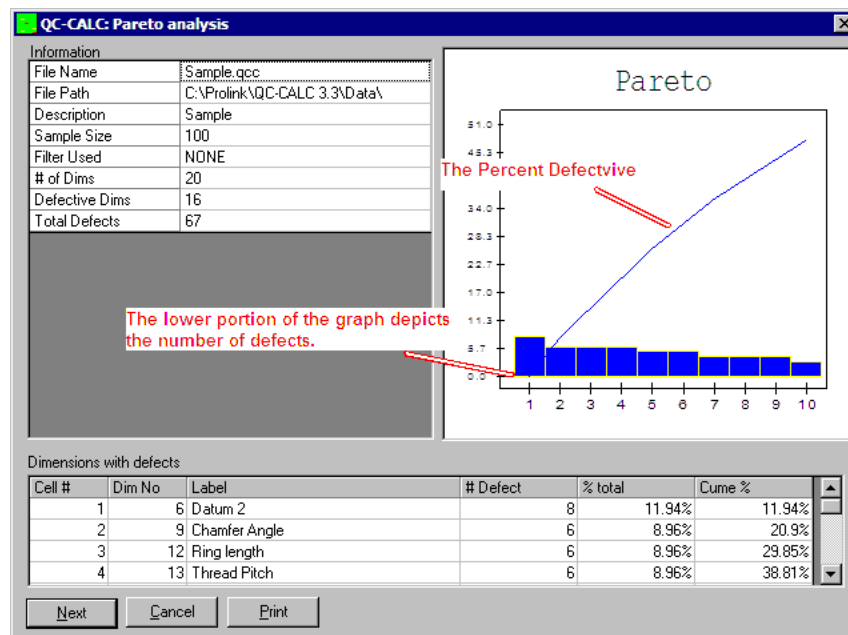 QC-CALC: Pareto analysis
Information
File Name Sample.qcc
File Path C:\Prolink\QC-CALC 3.3\Data\
Description Sample
Sample Size 100
Filter Used NONE
# of Dims 20
Defective Dims 16
Total Defects 67
Pareto
51.0
45.3
The Percent Defectvive
34.0
28.3
22.7
17.0
11.3
5.7
0.0
The lower portion of the graph depicts
the number of defects.
1 2 3 4 5 6 7 8 9 10
Dimensions with defects
Cell # Dim No Label # Defect % total Cume %
1 6 Datum 2 8 11.94% 11.94%
2 9 Chamfer Angle 6 8.96% 20.9%
3 12 Ring length 6 8.96% 29.85%
4 13 Thread Pitch 6 8.96% 38.81%
Next Cancel Print